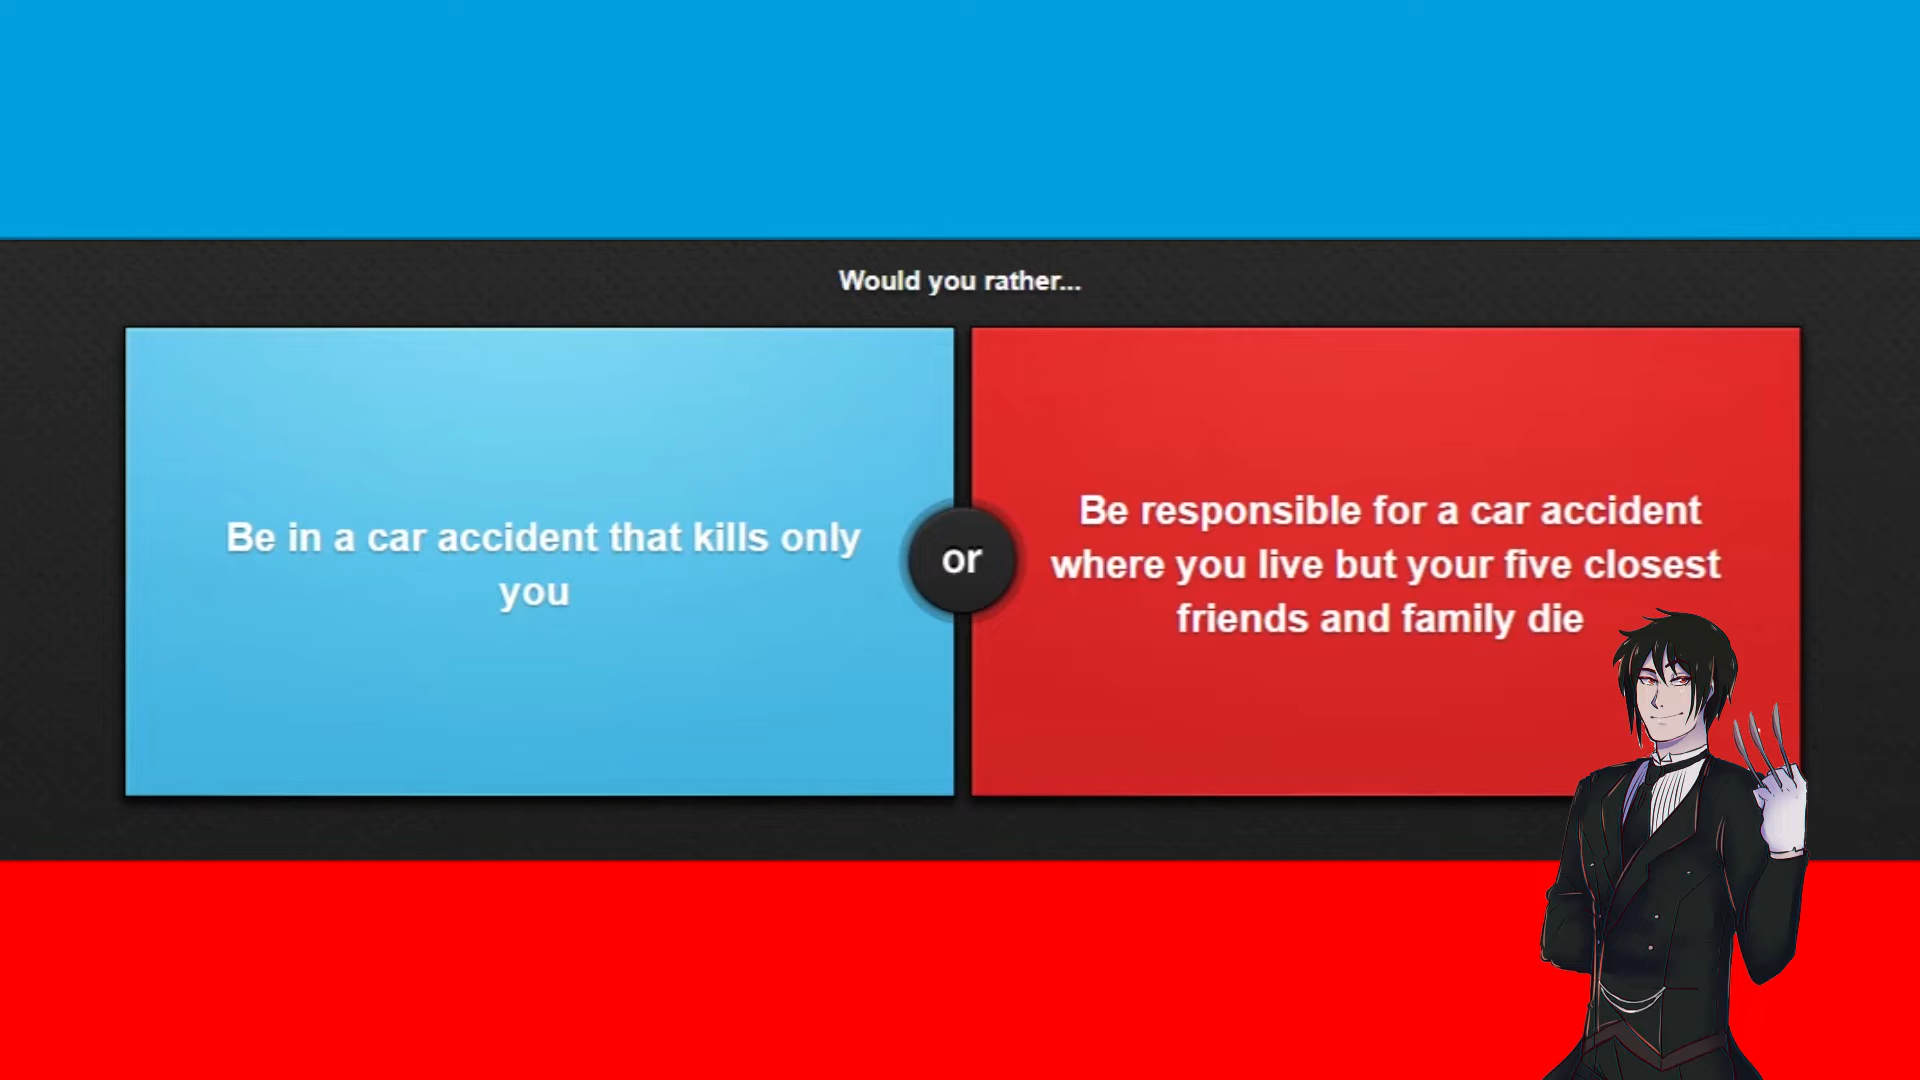 Would you rather...
Be in a car accident that kills only
you
or
Be responsible for a car accident
where you live but your five closest
friends and family die